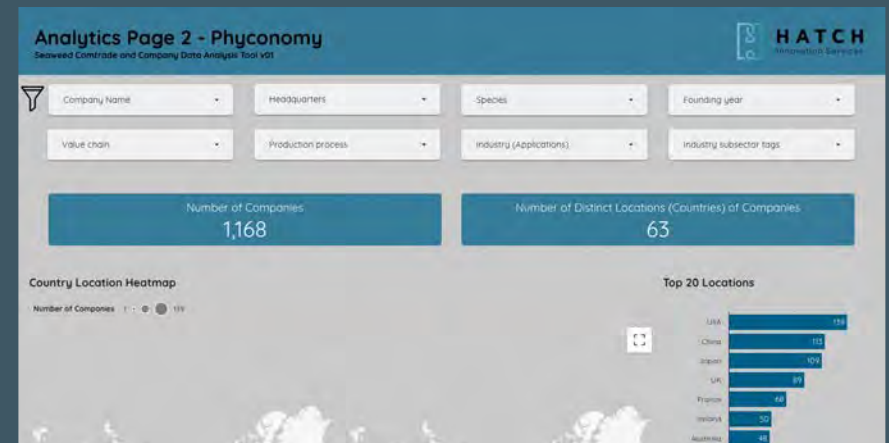 Analytics Page 2 - Phyconomy
Seaweed Comtrade and Company Data Analysis Tool v01
HATCH
Innovation Services
Company Name
Headquarters
Species
Founding year
Value chain
Production process
Industry (Applications)
Industry subsector tags
Number of Companies
1,168
Number of Distinct Locations (Countries) of Companies
63
Country Location Heatmap
Top 20 Locations
Number of Companies 1 139
USA 139
China 113
Japan 109
UK 89
France 68
Ireland 50
Australia 48